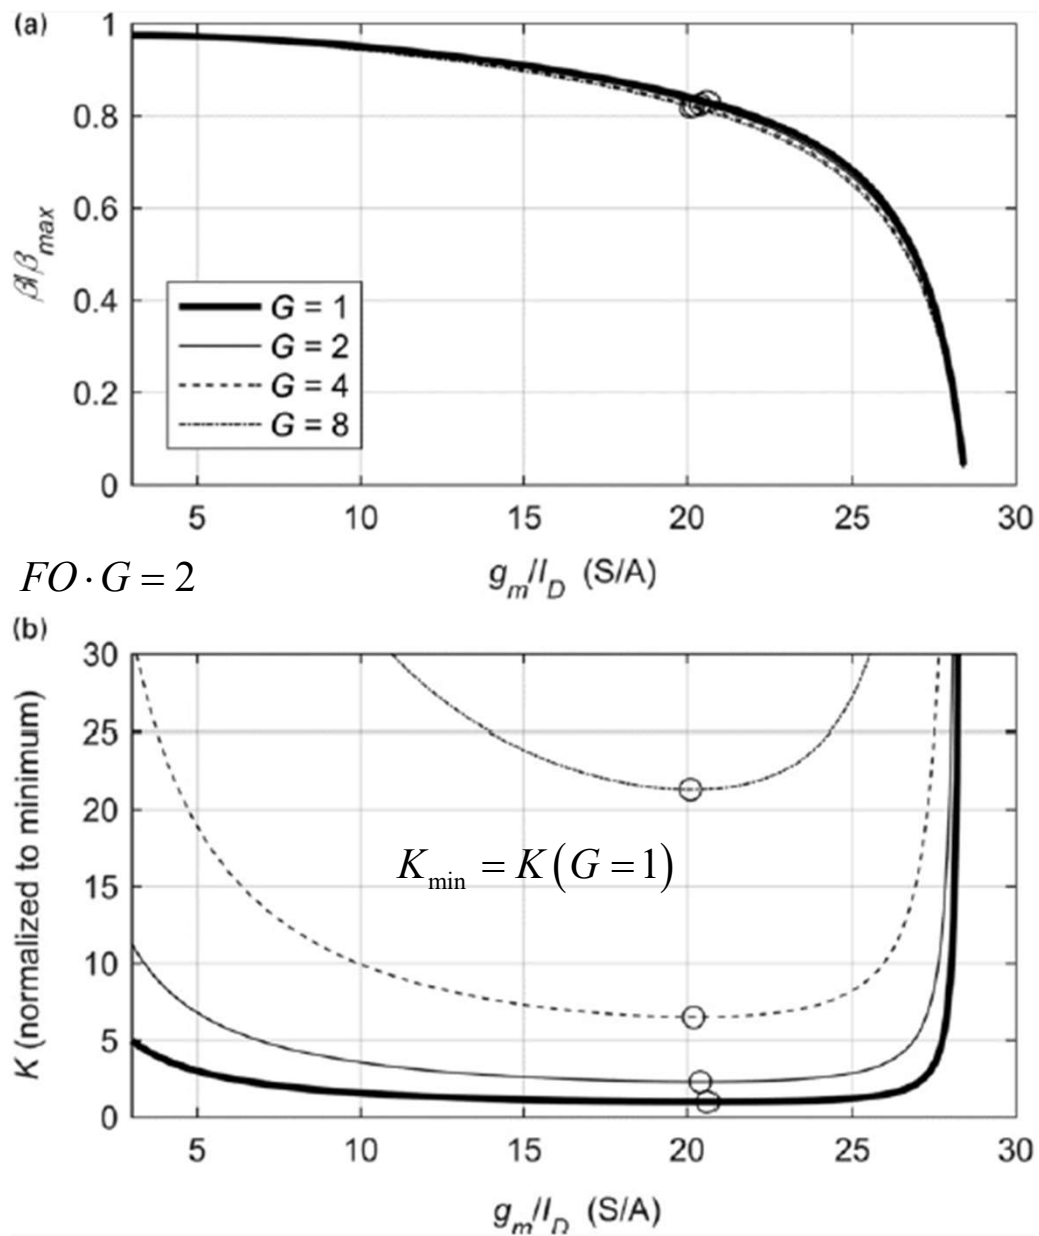 (a)
1
0.8
0.6
0.4
0.2
0
β/β_max
G = 1
G = 2
G = 4
G = 8
5 10 15 20 25 30
g_m/I_D (S/A)
FO · G = 2
(b)
30
25
20
15
10
5
0
K (normalized to minimum)
K_min = K(G = 1)
5 10 15 20 25 30
g_m/I_D (S/A)